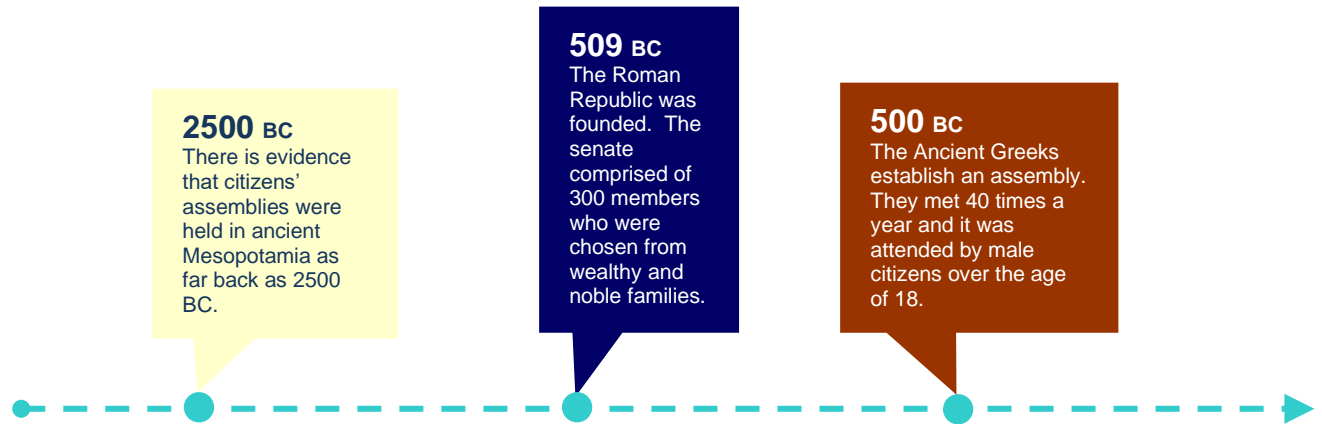 2500 BC
There is evidence
that citizens’
assemblies were
held in ancient
Mesopotamia as
far back as 2500
BC.
509 BC
The Roman
Republic was
founded.  The
senate
comprised of
300 members
who were
chosen from
wealthy and
noble families.
500 BC
The Ancient Greeks
establish an assembly.
They met 40 times a
year and it was
attended by male
citizens over the age
of 18.